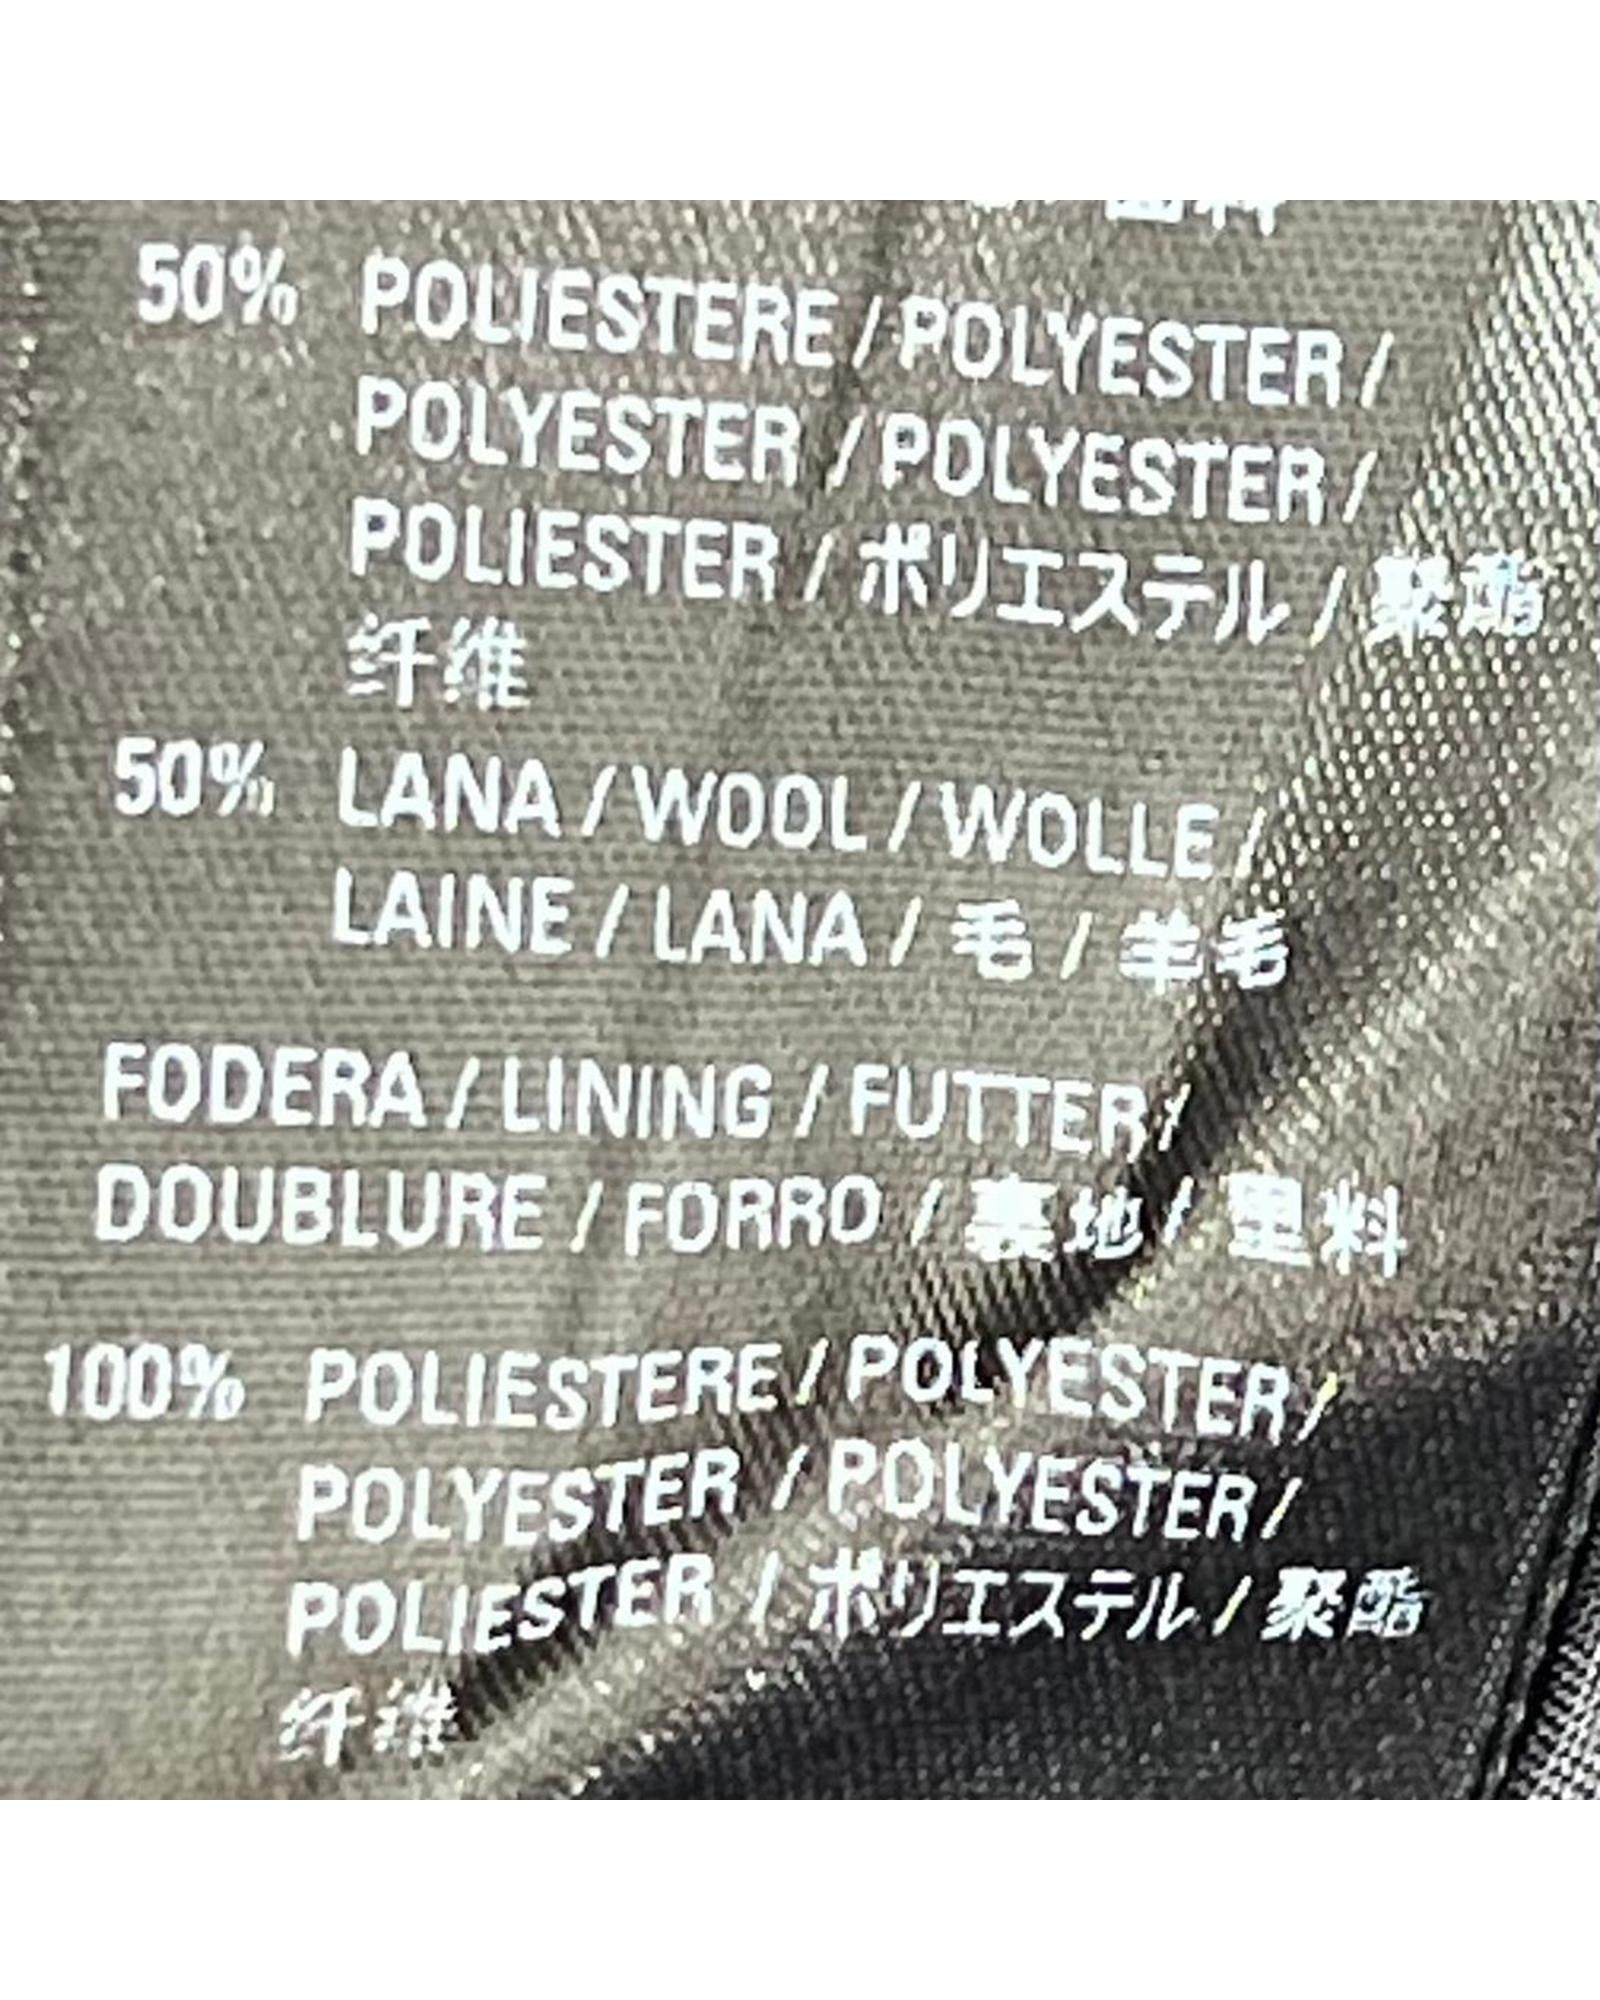 50% POLIESTERE / POLYESTER /
POLYESTER / POLYESTER /
POLIESTER / ポリエステル / 聚酯
纤维
50% LANA / WOOL / WOLLE /
LAINE / LANA / 毛 / 羊毛
FODERA / LINING / FUTTER /
DOUBLURE / FORRO / 裏地 / 里料
100% POLIESTERE / POLYESTER /
POLYESTER / POLYESTER /
POLIESTER / ポリエステル / 聚酯
纤维